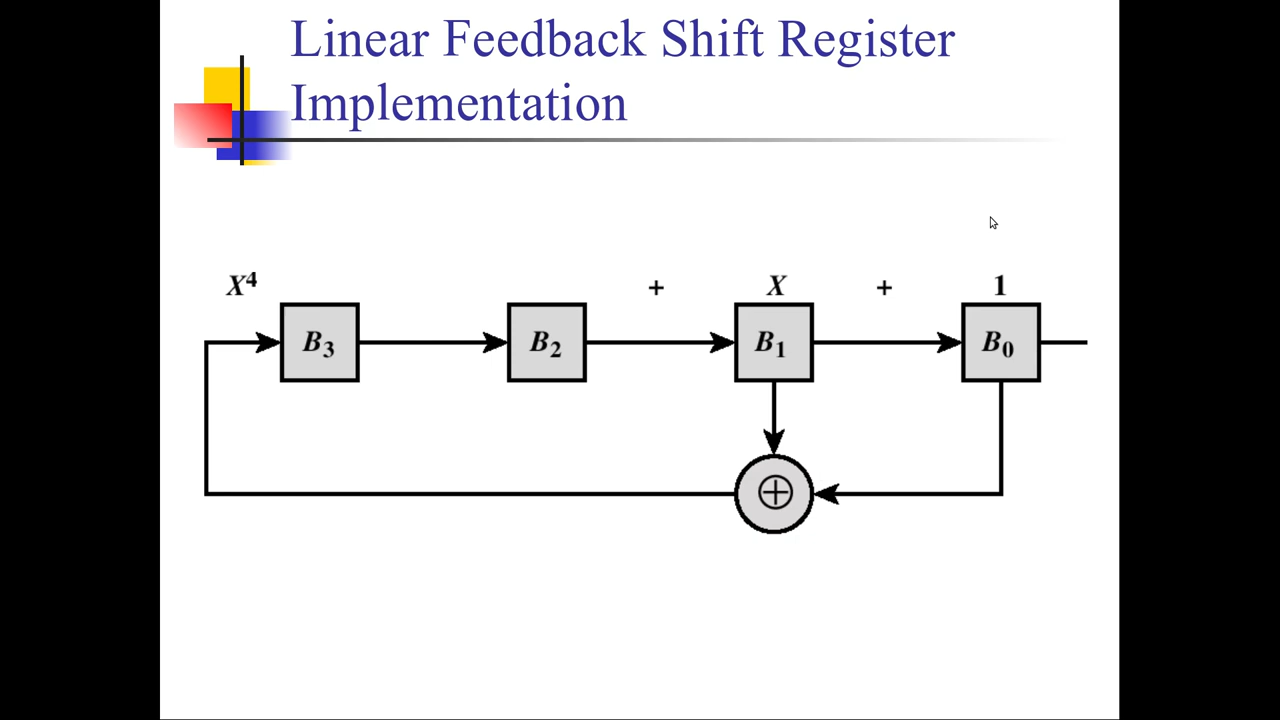 Linear Feedback Shift Register
Implementation
X⁴ + X + 1
B₃ B₂ B₁ B₀
⊕